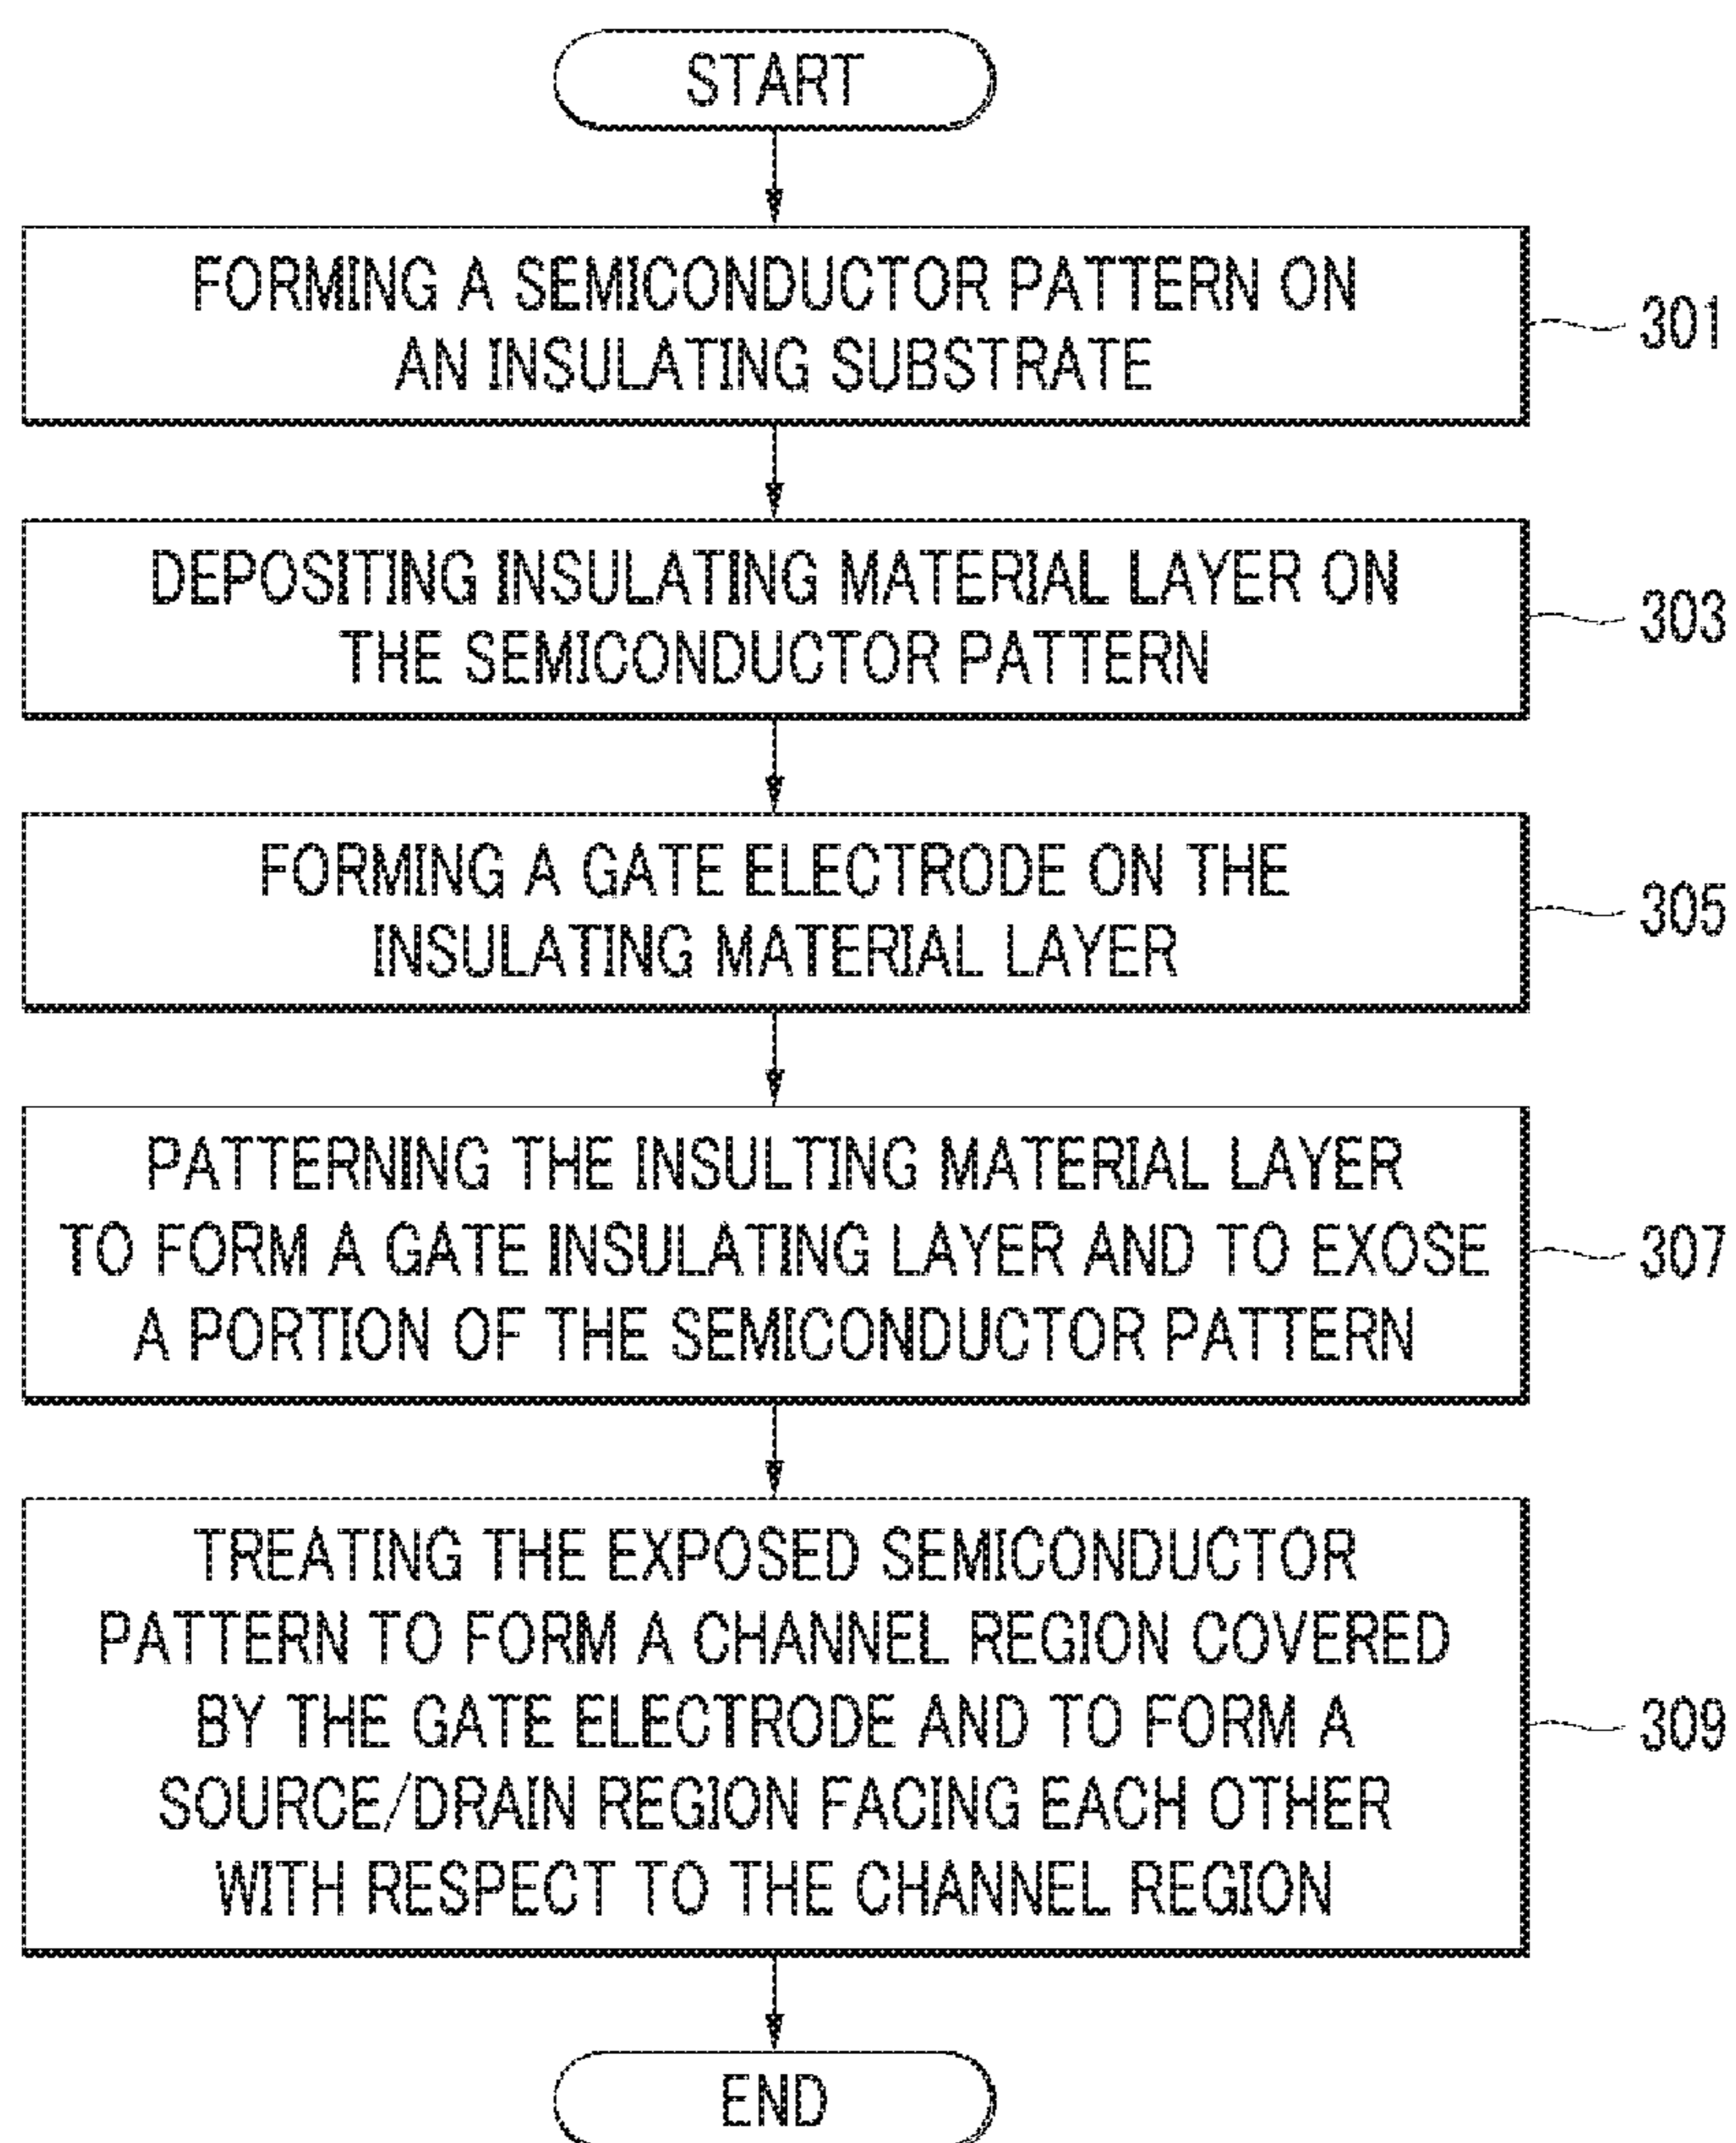 START
FORMING A SEMICONDUCTOR PATTERN ON
AN INSULATING SUBSTRATE
301
DEPOSITING INSULATING MATERIAL LAYER ON
THE SEMICONDUCTOR PATTERN
303
FORMING A GATE ELECTRODE ON THE
INSULATING MATERIAL LAYER
305
PATTERNING THE INSULTING MATERIAL LAYER
TO FORM A GATE INSULATING LAYER AND TO EXOSE
A PORTION OF THE SEMICONDUCTOR PATTERN
307
TREATING THE EXPOSED SEMICONDUCTOR
PATTERN TO FORM A CHANNEL REGION COVERED
BY THE GATE ELECTRODE AND TO FORM A
SOURCE/DRAIN REGION FACING EACH OTHER
WITH RESPECT TO THE CHANNEL REGION
309
END